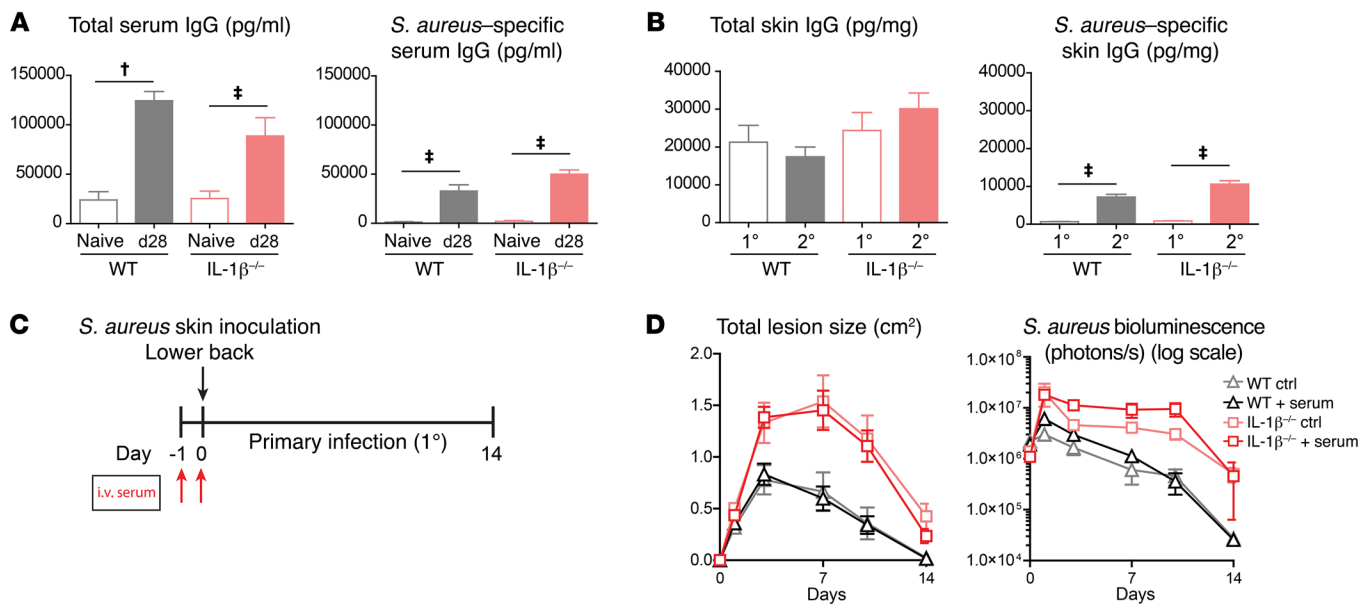 A
Total serum IgG (pg/ml)
150000
100000
50000
0
†
‡
Naive d28 Naive d28
WT IL-1β–/–
S. aureus–specific
serum IgG (pg/ml)
150000
100000
50000
0
‡
‡
Naive d28 Naive d28
WT IL-1β–/–
B
Total skin IgG (pg/mg)
40000
30000
20000
10000
0
1° 2° 1° 2°
WT IL-1β–/–
S. aureus–specific
skin IgG (pg/mg)
40000
30000
20000
10000
0
‡
‡
1° 2° 1° 2°
WT IL-1β–/–
C
S. aureus skin inoculation
Lower back
Primary infection (1°)
Day -1 0 14
i.v. serum
D
Total lesion size (cm²)
2.0
1.5
1.0
0.5
0.0
0 7 14
Days
S. aureus bioluminescence
(photons/s) (log scale)
1.0×10⁸
1.0×10⁷
1.0×10⁶
1.0×10⁵
1.0×10⁴
0 7 14
Days
WT ctrl
WT + serum
IL-1β–/– ctrl
IL-1β–/– + serum